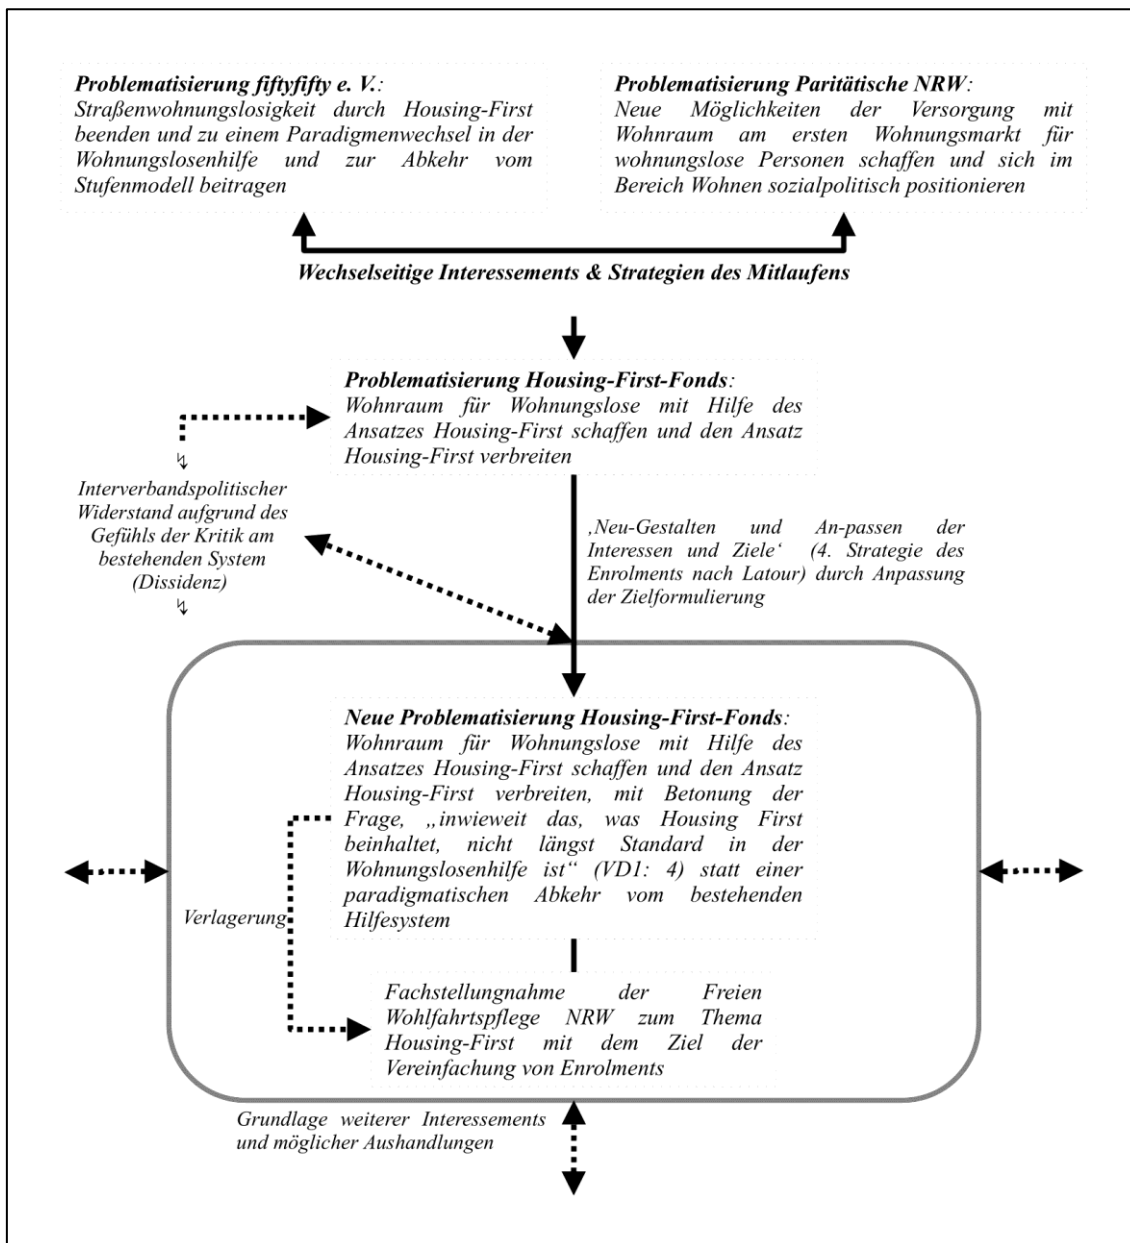 Problematisierung fiftyfifty e. V.:
Straßenwohnungslosigkeit durch Housing-First
beenden und zu einem Paradigmenwechsel in der
Wohnungslosenhilfe und zur Abkehr vom
Stufenmodell beitragen
Problematisierung Paritätische NRW:
Neue Möglichkeiten der Versorgung mit
Wohnraum am ersten Wohnungsmarkt für
wohnungslose Personen schaffen und sich im
Bereich Wohnen sozialpolitisch positionieren
Wechselseitige Interessements & Strategien des Mitlaufens
Problematisierung Housing-First-Fonds:
Wohnraum für Wohnungslose mit Hilfe des
Ansatzes Housing-First schaffen und den Ansatz
Housing-First verbreiten
↯
Interverbandspolitischer
Widerstand aufgrund des
Gefühls der Kritik am
bestehenden System
(Dissidenz)
↯
‚Neu-Gestalten und An-passen der
Interessen und Ziele‘ (4. Strategie des
Enrolments nach Latour) durch Anpassung
der Zielformulierung
Neue Problematisierung Housing-First-Fonds:
Wohnraum für Wohnungslose mit Hilfe des
Ansatzes Housing-First schaffen und den Ansatz
Housing-First verbreiten, mit Betonung der
Frage, „inwieweit das, was Housing First
beinhaltet, nicht längst Standard in der
Wohnungslosenhilfe ist“ (VD1: 4) statt einer
paradigmatischen Abkehr vom bestehenden
Hilfesystem
Verlagerung
Fachstellungnahme der Freien
Wohlfahrtspflege NRW zum Thema
Housing-First mit dem Ziel der
Vereinfachung von Enrolments
Grundlage weiterer Interessements
und möglicher Aushandlungen